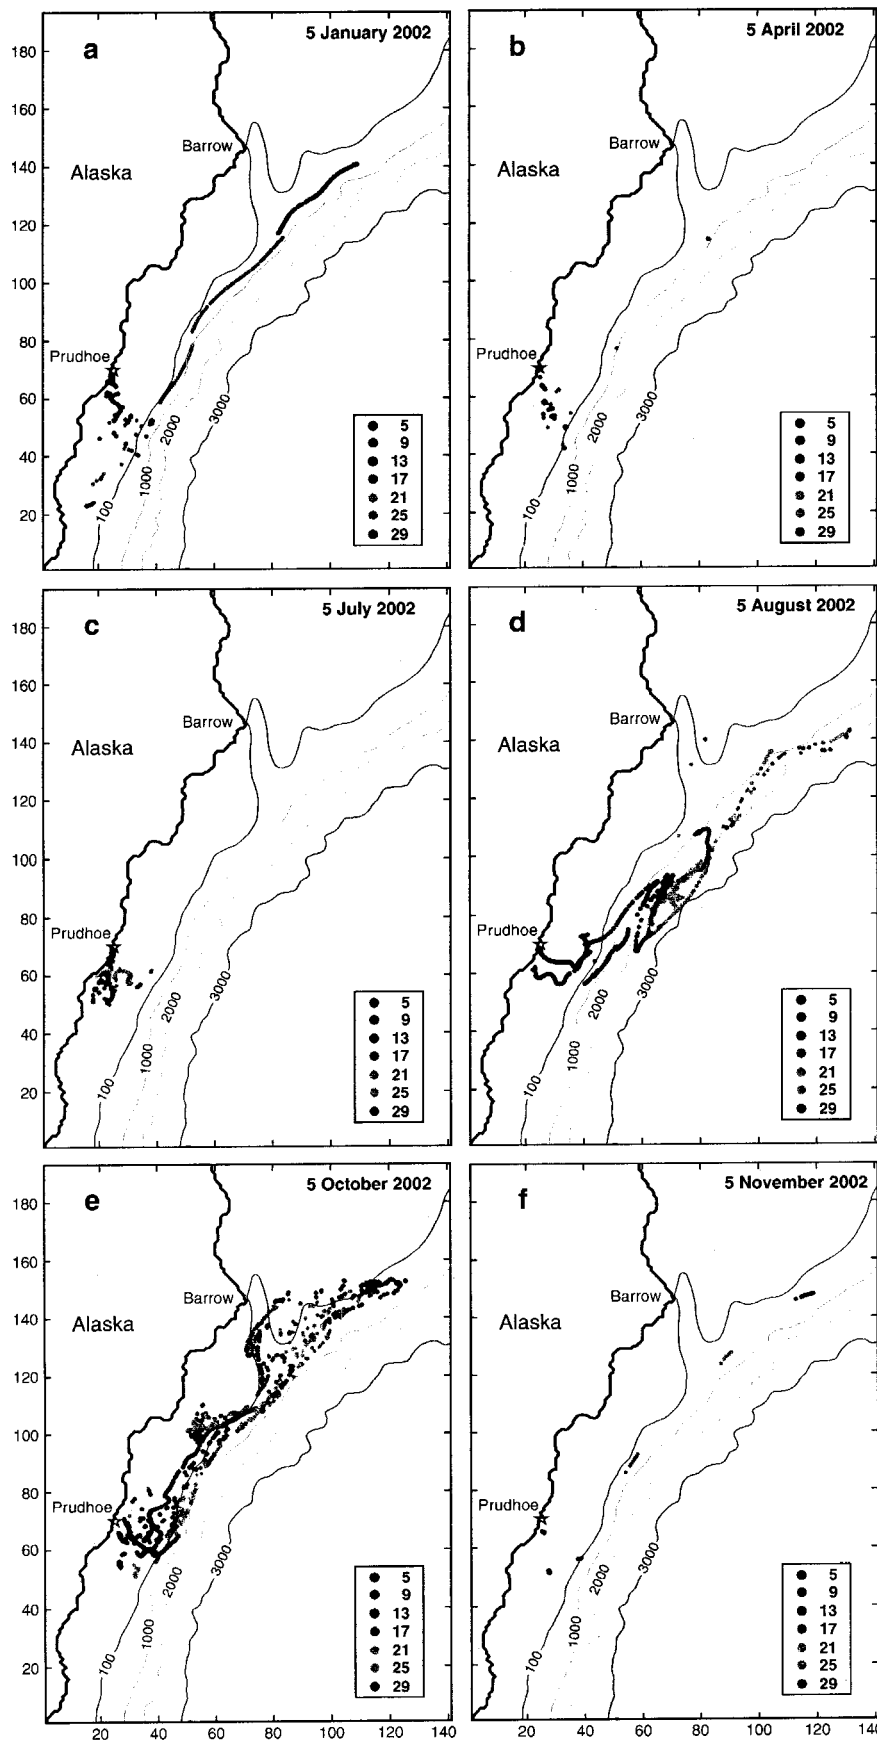 a
5 January 2002
180
160
140
120
100
80
60
40
20
Barrow
Alaska
Prudhoe
100
1000
2000
3000
5
9
13
17
21
25
29
b
5 April 2002
Barrow
Alaska
Prudhoe
100
1000
2000
3000
5
9
13
17
21
25
29
c
5 July 2002
180
160
140
120
100
80
60
40
20
Barrow
Alaska
Prudhoe
100
1000
2000
3000
5
9
13
17
21
25
29
d
5 August 2002
Barrow
Alaska
Prudhoe
100
1000
2000
3000
5
9
13
17
21
25
29
e
5 October 2002
180
160
140
120
100
80
60
40
20
Barrow
Alaska
Prudhoe
100
1000
2000
3000
5
9
13
17
21
25
29
20 40 60 80 100 120 140
f
5 November 2002
Barrow
Alaska
Prudhoe
100
1000
2000
3000
5
9
13
17
21
25
29
20 40 60 80 100 120 140